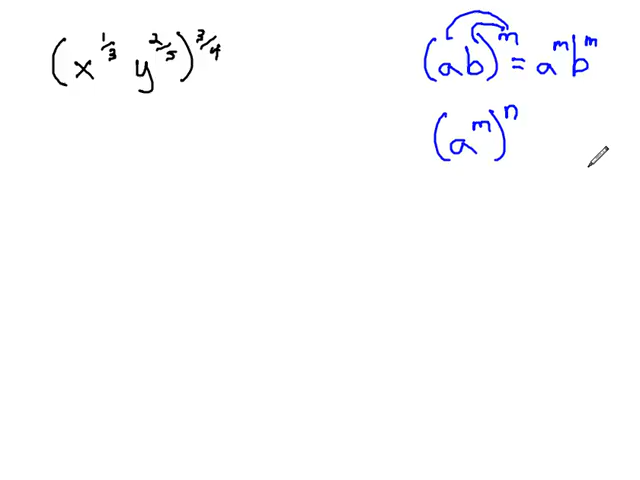 (x^{1/3} y^{2/5})^{3/4}
(ab)^m = a^m b^m
(a^m)^n